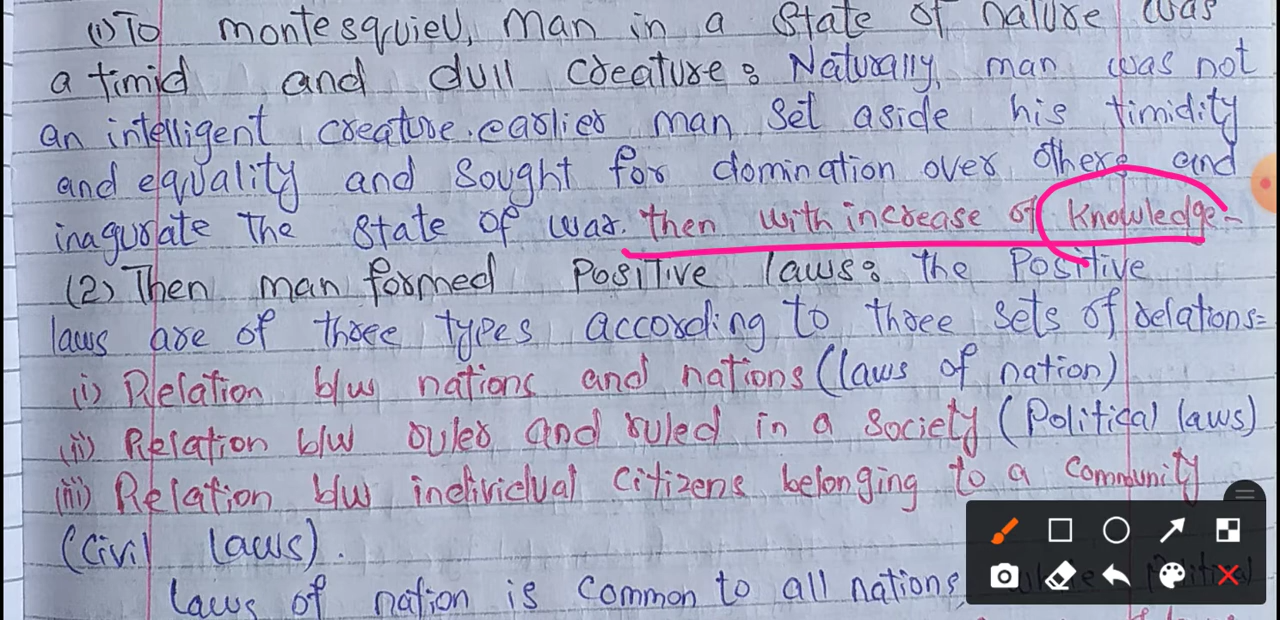 (1) To montesquieu, man in a State of nature was
a timid and dull creature: Naturally, man was not
an intelligent creature. earlier man set aside his timidity
and equality and sought for domination over others and
inagurate the state of war. then with increase of knowledge-
(2) Then man formed Positive laws: the Positive
laws are of three types according to three sets of relations=
(i) Relation b/w nations and nations (laws of nation)
(ii) Relation b/w ruler and ruled in a society (Political laws)
(iii) Relation b/w individual citizens belonging to a community
(civil laws).
laws of nation is common to all nations,